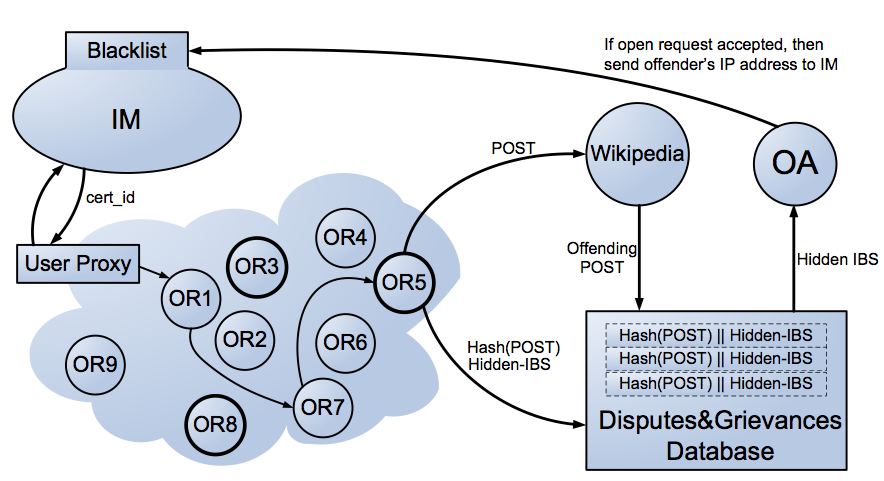 Blacklist
IM
If open request accepted, then
send offender's IP address to IM
cert_id
User Proxy
POST
Wikipedia
OA
OR1
OR2
OR3
OR4
OR5
OR6
OR7
OR8
OR9
Offending
POST
Hidden IBS
Hash(POST)
Hidden-IBS
Hash(POST) || Hidden-IBS
Hash(POST) || Hidden-IBS
Hash(POST) || Hidden-IBS
Disputes&Grievances
Database